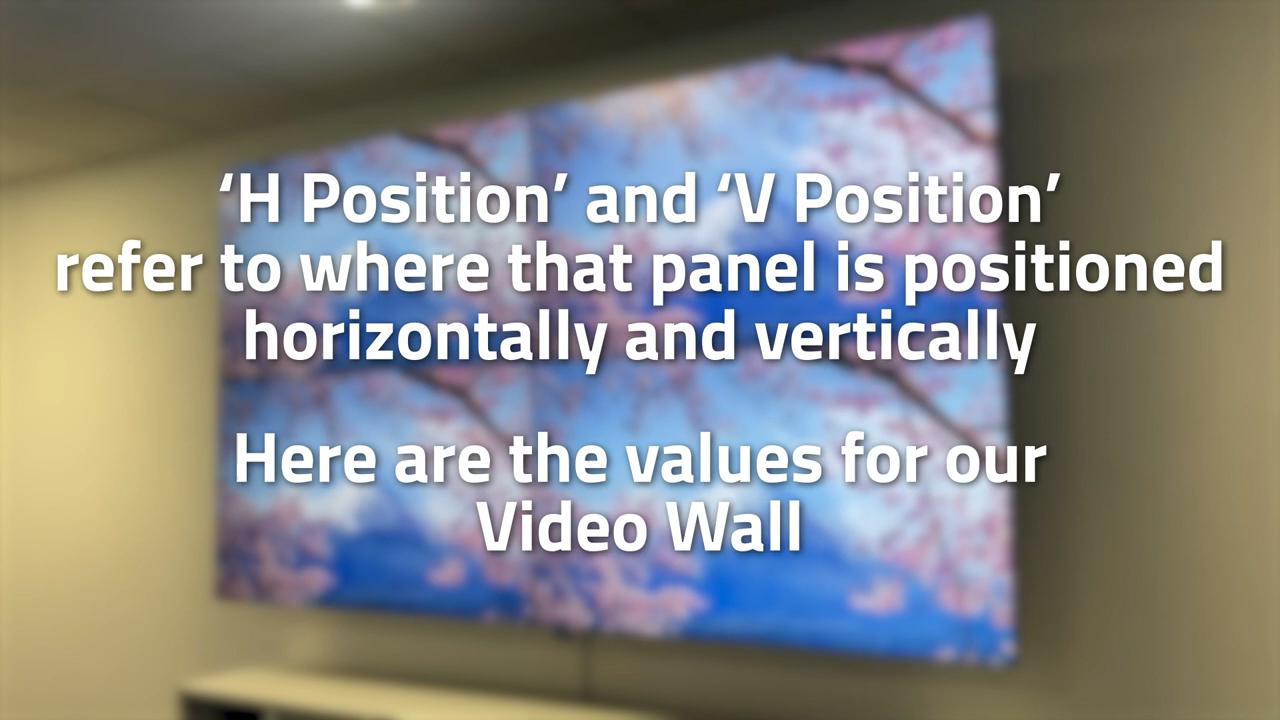 ‘H Position’ and ‘V Position’
refer to where that panel is positioned
horizontally and vertically
Here are the values for our
Video Wall